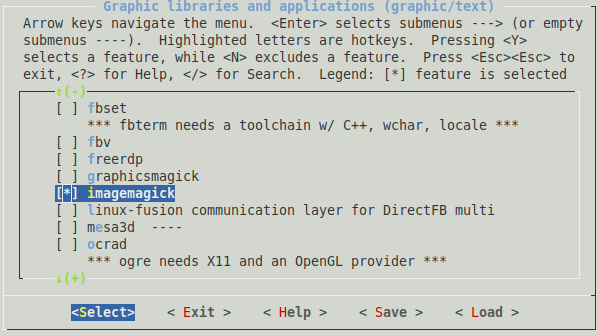 Graphic libraries and applications (graphic/text)
Arrow keys navigate the menu.  <Enter> selects submenus ---> (or empty
submenus ----).  Highlighted letters are hotkeys.  Pressing <Y>
selects a feature, while <N> excludes a feature.  Press <Esc><Esc> to
exit, <?> for Help, </> for Search.  Legend: [*] feature is selected
↑(-)
[ ] fbset
*** fbterm needs a toolchain w/ C++, wchar, locale ***
[ ] fbv
[ ] freerdp
[ ] graphicsmagick
[*] imagemagick
[ ] linux-fusion communication layer for DirectFB multi
[ ] mesa3d  ----
[ ] ocrad
*** ogre needs X11 and an OpenGL provider ***
↓(+)
<Select>    < Exit >    < Help >    < Save >    < Load >